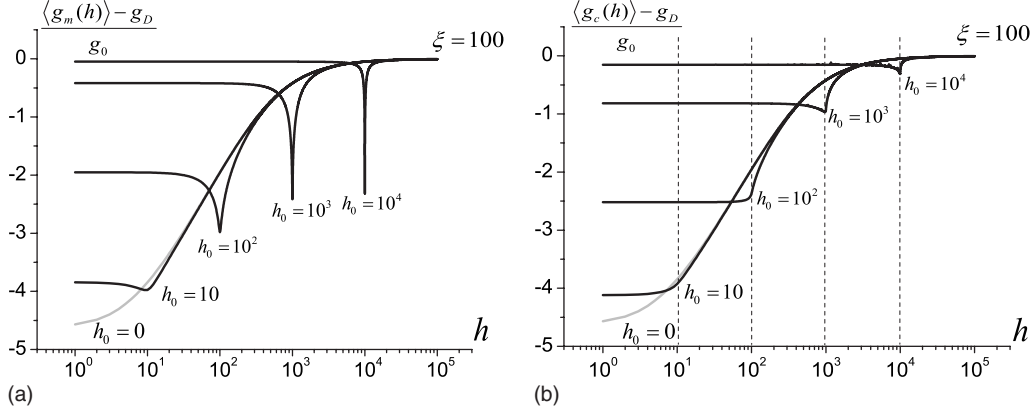 ⟨g_m(h)⟩ − g_D
g_0
ξ = 100
0
-1
-2
-3
-4
-5
h_0 = 10^3
h_0 = 10^4
h_0 = 10^2
h_0 = 10
h_0 = 0
h
10^0 10^1 10^2 10^3 10^4 10^5
(a)
⟨g_c(h)⟩ − g_D
g_0
ξ = 100
0
-1
-2
-3
-4
-5
h_0 = 10^4
h_0 = 10^3
h_0 = 10^2
h_0 = 10
h_0 = 0
h
10^0 10^1 10^2 10^3 10^4 10^5
(b)